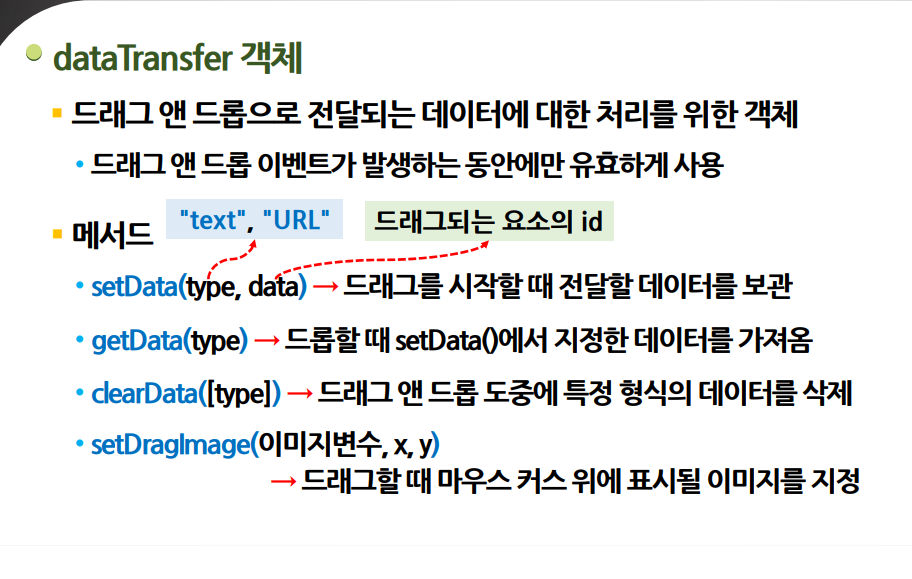 dataTransfer 객체
드래그 앤 드롭으로 전달되는 데이터에 대한 처리를 위한 객체
드래그 앤 드롭 이벤트가 발생하는 동안에만 유효하게 사용
메서드
"text", "URL"
드래그되는 요소의 id
setData(type, data) → 드래그를 시작할 때 전달할 데이터를 보관
getData(type) → 드롭할 때 setData()에서 지정한 데이터를 가져옴
clearData([type]) → 드래그 앤 드롭 도중에 특정 형식의 데이터를 삭제
setDragImage(이미지변수, x, y)
→ 드래그할 때 마우스 커스 위에 표시될 이미지를 지정